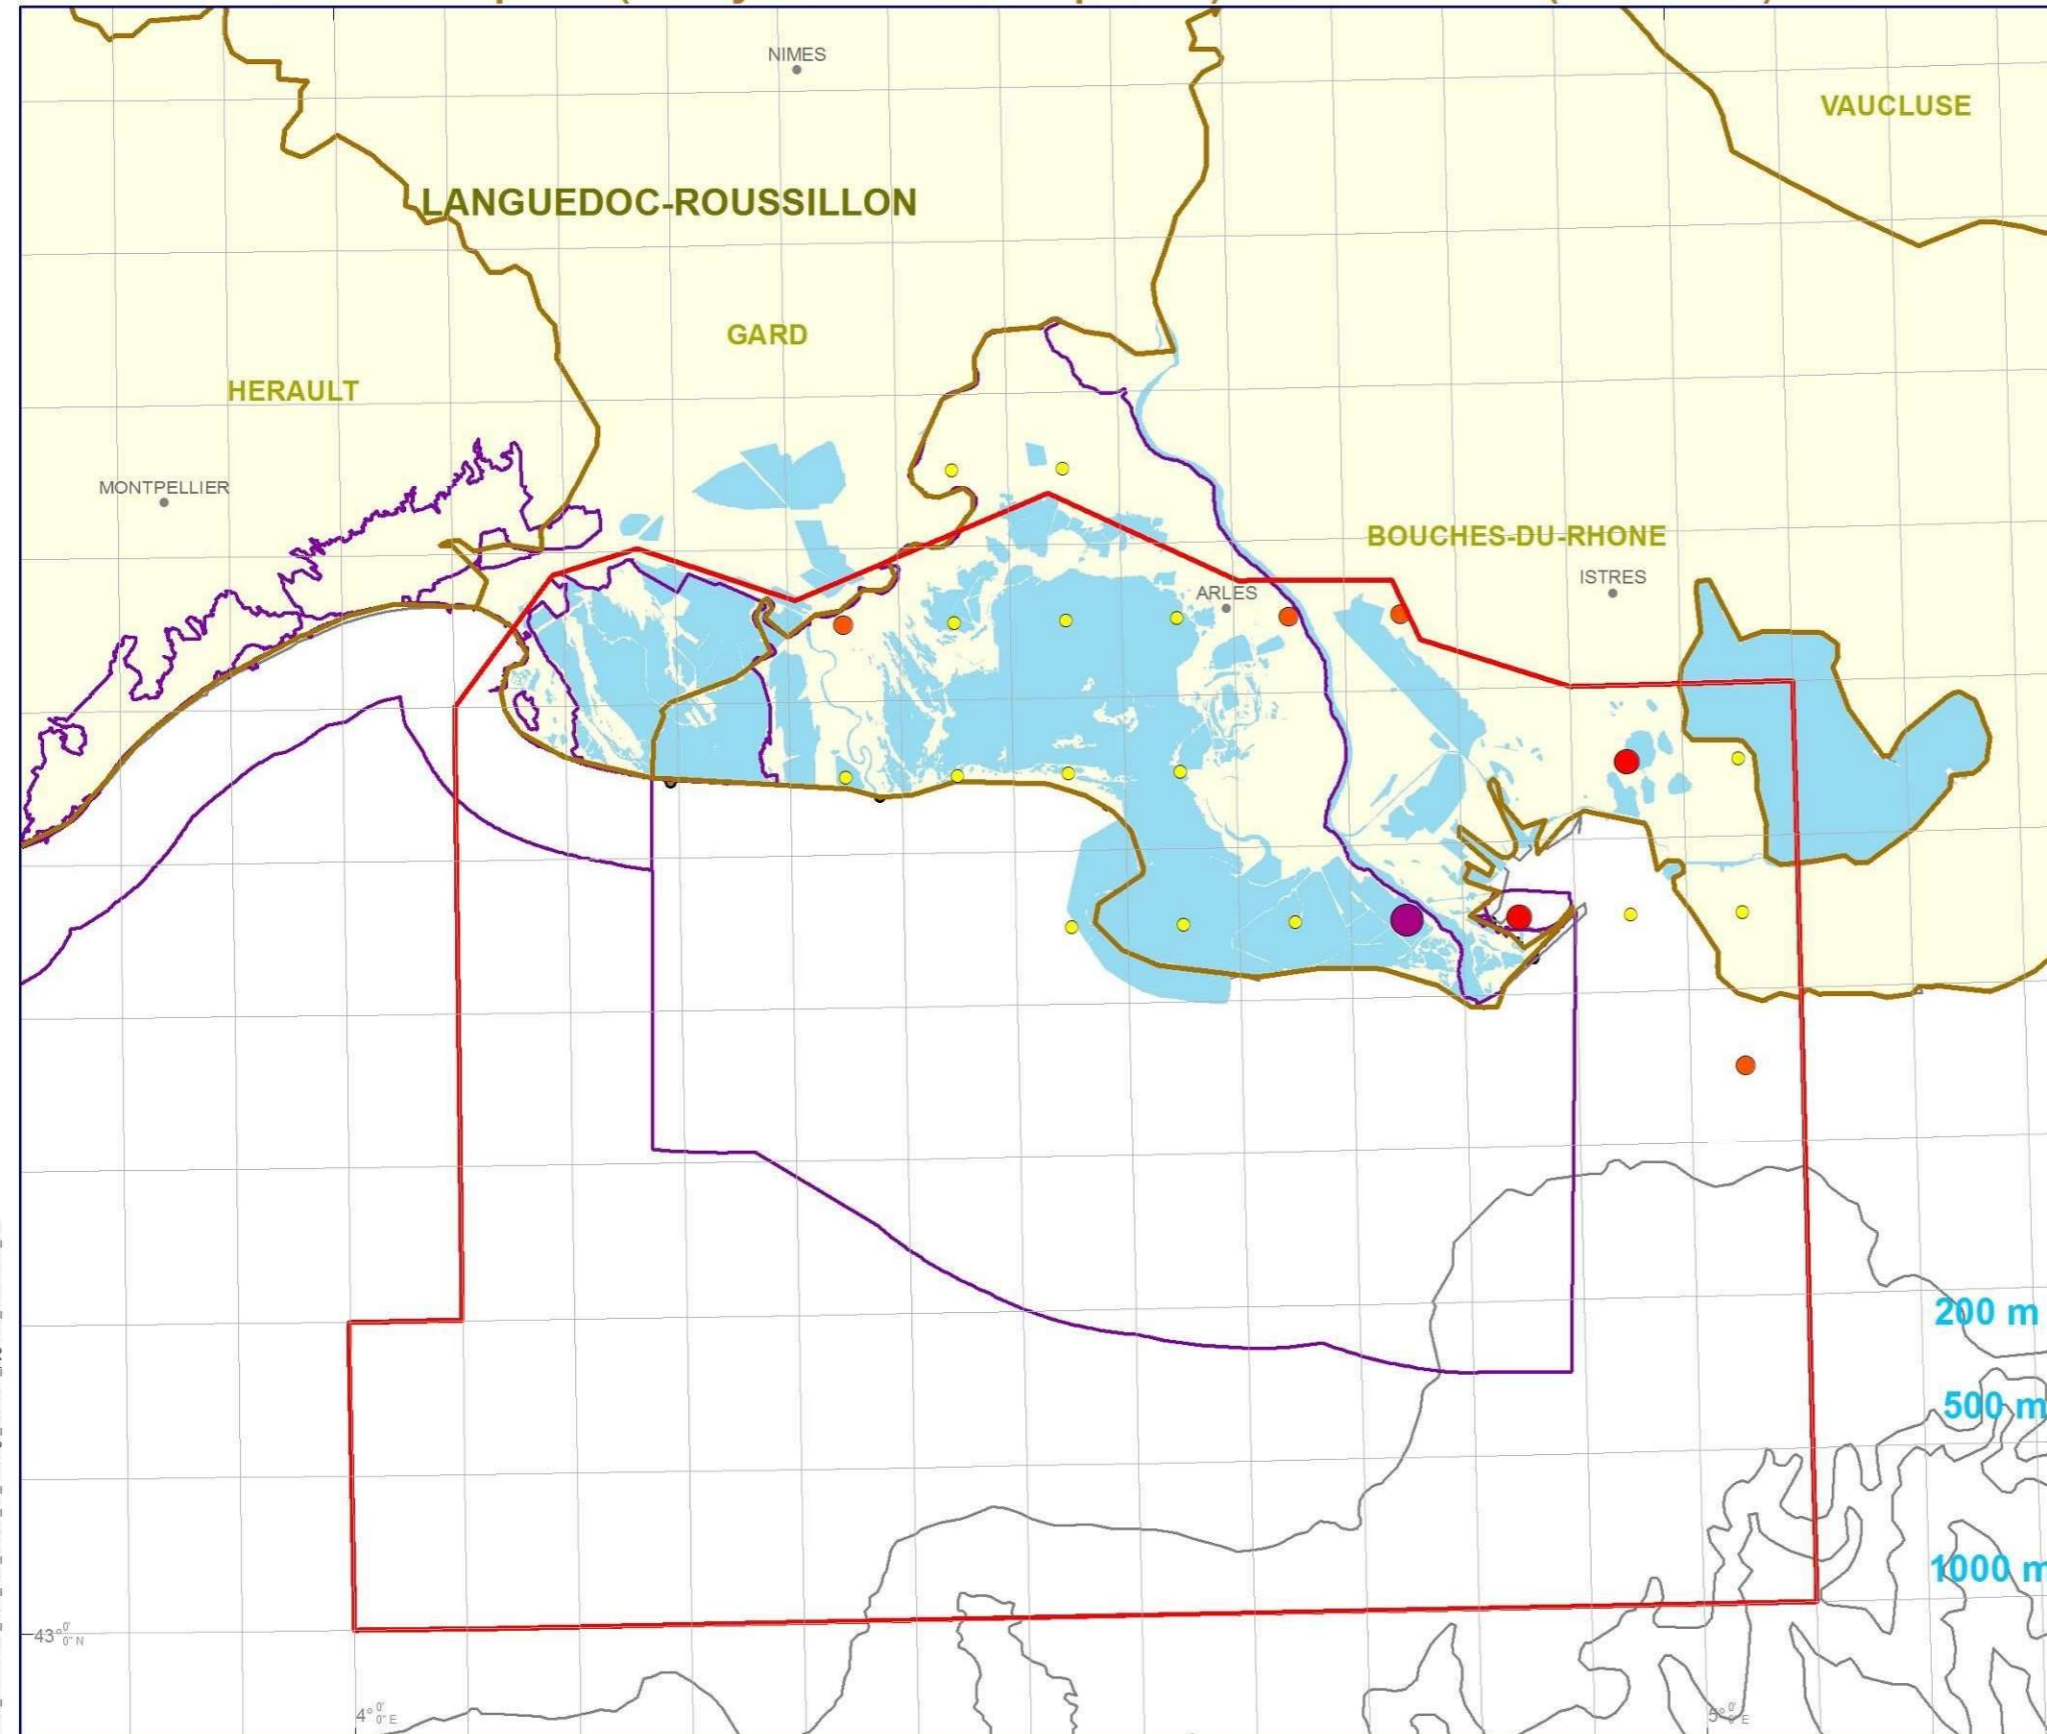 NIMES
VAUCLUSE
LANGUEDOC-ROUSSILLON
GARD
HERAULT
MONTPELLIER
BOUCHES-DU-RHONE
ISTRES
ARLES
200 m
500 m
1000 m
43° 0' 0" N
4° 0' 0" E
5° 0' 0" E